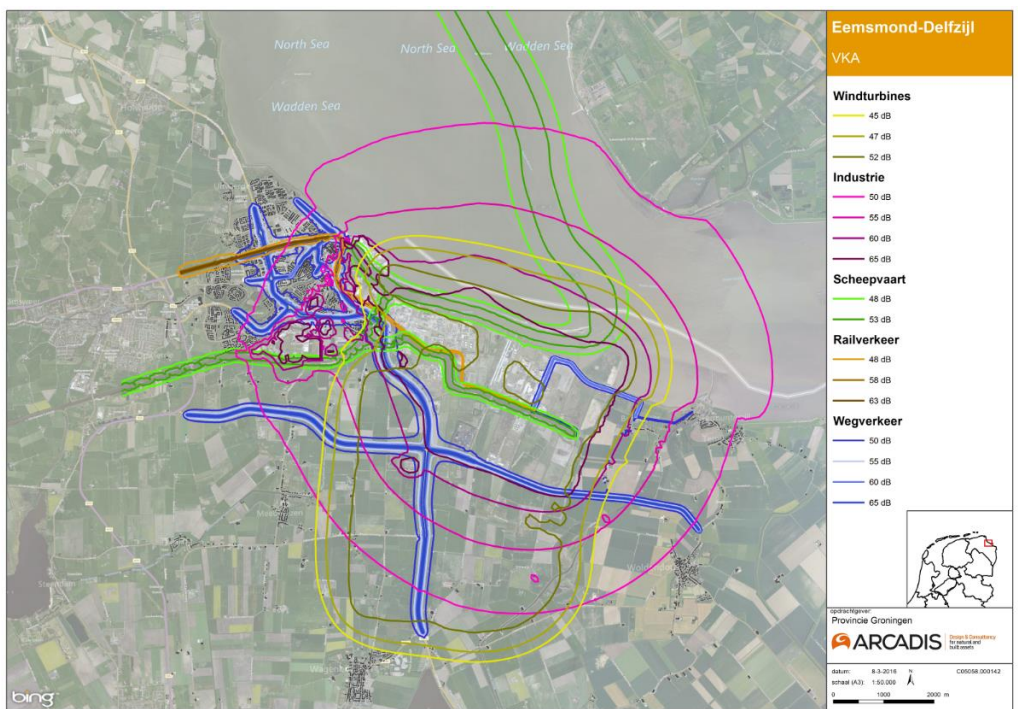 North Sea
North Sea
Wadden Sea
Wadden Sea
bing
Eemsmond-Delfzijl
VKA
Windturbines
45 dB
47 dB
52 dB
Industrie
50 dB
55 dB
60 dB
65 dB
Scheepvaart
48 dB
53 dB
Railverkeer
48 dB
58 dB
63 dB
Wegverkeer
50 dB
55 dB
60 dB
65 dB
opdrachtgever:
Provincie Groningen
ARCADIS
Design & Consultancy
for natural and
built assets
datum: 8-3-2016 N C05058.000142
schaal (A3): 1:50.000
0 1000 2000 m